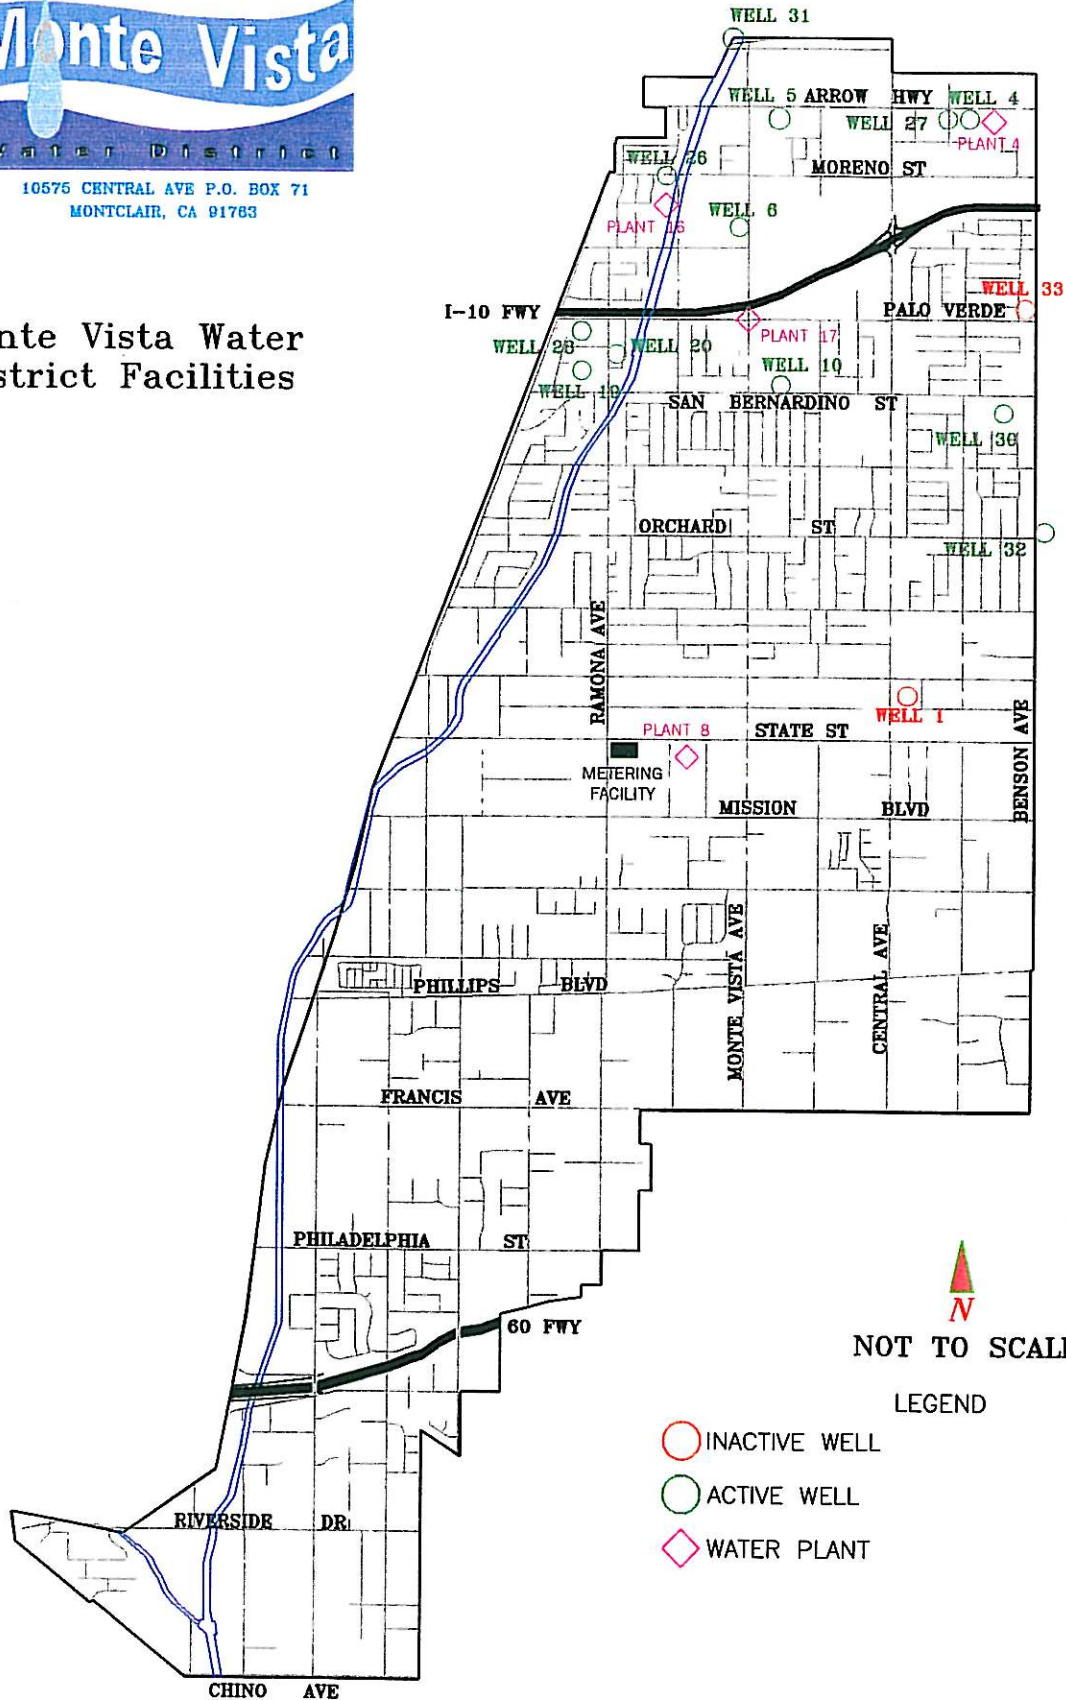 Monte Vista
Water District
10575 CENTRAL AVE P.O. BOX 71
MONTCLAIR, CA 91763
nte Vista Water
strict Facilities
WELL 31
WELL 5
ARROW HWY
WELL 4
WELL 27
PLANT 4
WELL 26
MORENO ST
PLANT 16
WELL 6
WELL 33
I-10 FWY
PALO VERDE
PLANT 17
WELL 28
WELL 20
WELL 10
WELL 19
SAN BERNARDINO ST
WELL 30
ORCHARD ST
WELL 32
RAMONA AVE
WELL 1
PLANT 8
STATE ST
BENSON AVE
METERING
FACILITY
MISSION BLVD
MONTE VISTA AVE
CENTRAL AVE
PHILLIPS BLVD
FRANCIS AVE
PHILADELPHIA ST
60 FWY
N
NOT TO SCALE
LEGEND
INACTIVE WELL
ACTIVE WELL
WATER PLANT
RIVERSIDE DR
CHINO AVE